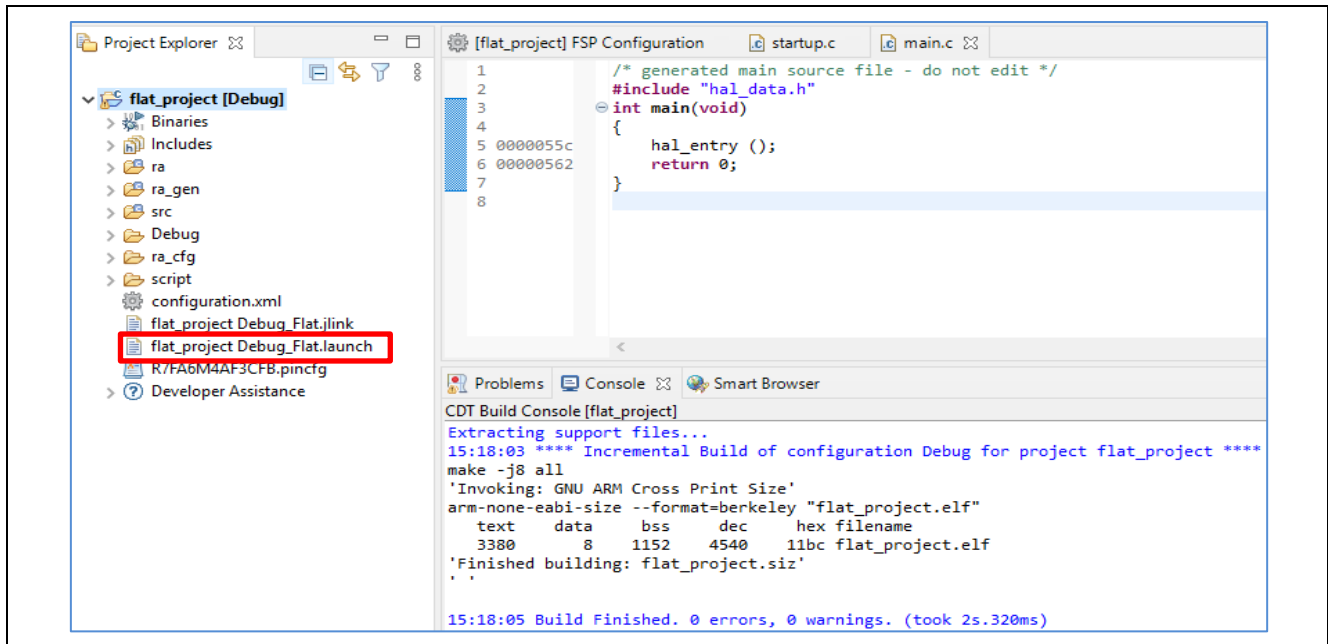 Project Explorer
flat_project [Debug]
Binaries
Includes
ra
ra_gen
src
Debug
ra_cfg
script
configuration.xml
flat_project Debug_Flat.jlink
flat_project Debug_Flat.launch
R7FA6M4AF3CFB.pincfg
Developer Assistance
[flat_project] FSP Configuration startup.c main.c
1 /* generated main source file - do not edit */
2 #include "hal_data.h"
3 int main(void)
4 {
5 0000055c hal_entry ();
6 00000562 return 0;
7 }
8
Problems Console Smart Browser
CDT Build Console [flat_project]
Extracting support files...
15:18:03 **** Incremental Build of configuration Debug for project flat_project ****
make -j8 all
'Invoking: GNU ARM Cross Print Size'
arm-none-eabi-size --format=berkeley "flat_project.elf"
text data bss dec hex filename
3380 8 1152 4540 11bc flat_project.elf
'Finished building: flat_project.siz'
' '
15:18:05 Build Finished. 0 errors, 0 warnings. (took 2s.320ms)